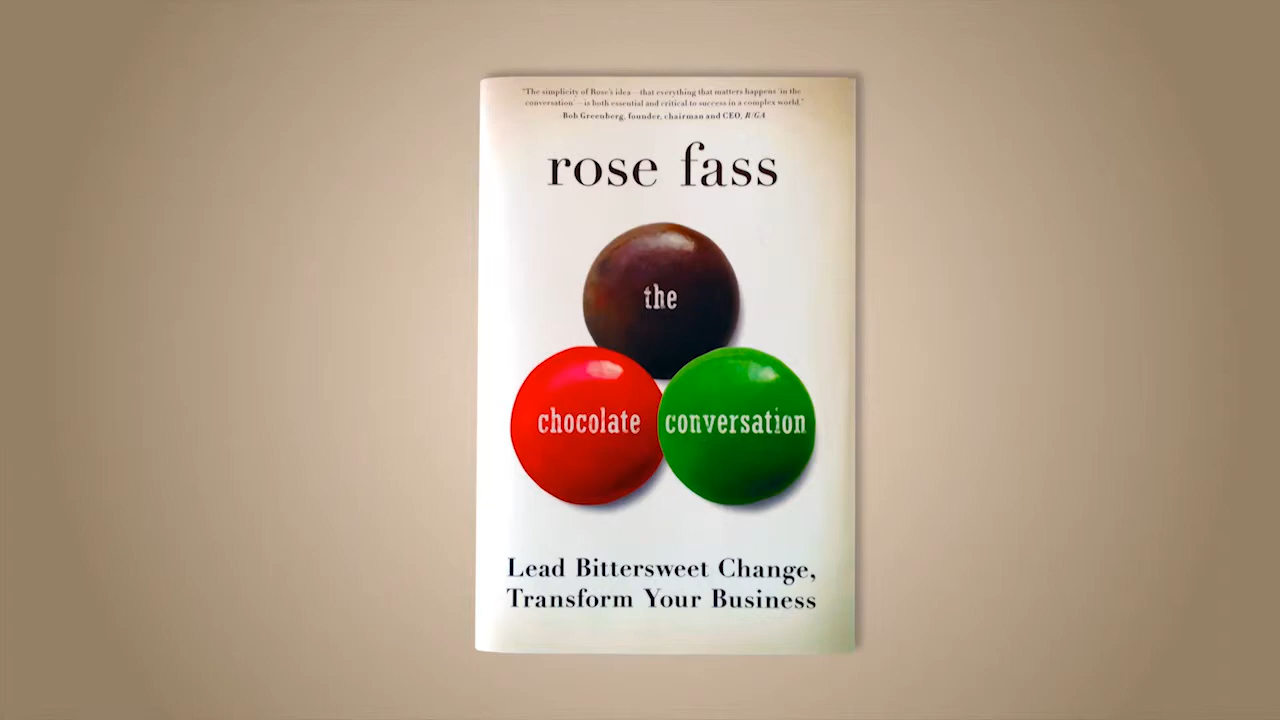 "The simplicity of Rose's idea—that everything that matters happens 'in the
conversation'—is both essential and critical to success in a complex world."
Bob Greenberg, founder, chairman and CEO, R/GA
rose fass
the
chocolate conversation
Lead Bittersweet Change,
Transform Your Business